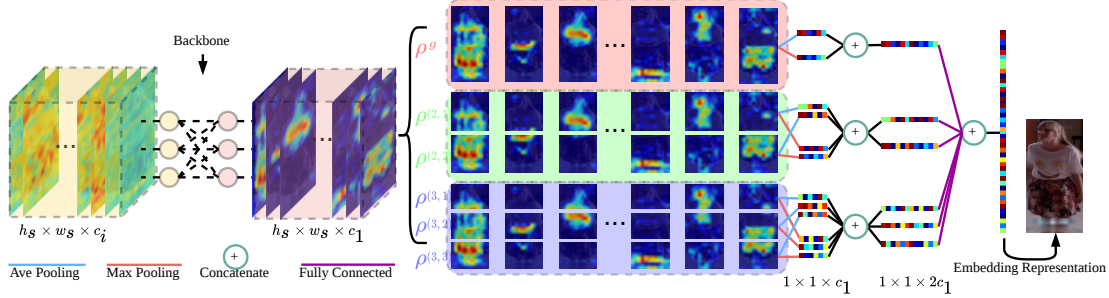 Backbone
...
...
h_s × w_s × c_i
h_s × w_s × c_1
Ave Pooling
Max Pooling
+
Concatenate
Fully Connected
ρ^g
...
+
ρ^(2,1
ρ^(2,2
...
+
+
ρ^(3,1)
ρ^(3,2)
ρ^(3,3)
...
+
1 × 1 × c_1
1 × 1 × 2c_1
Embedding Representation